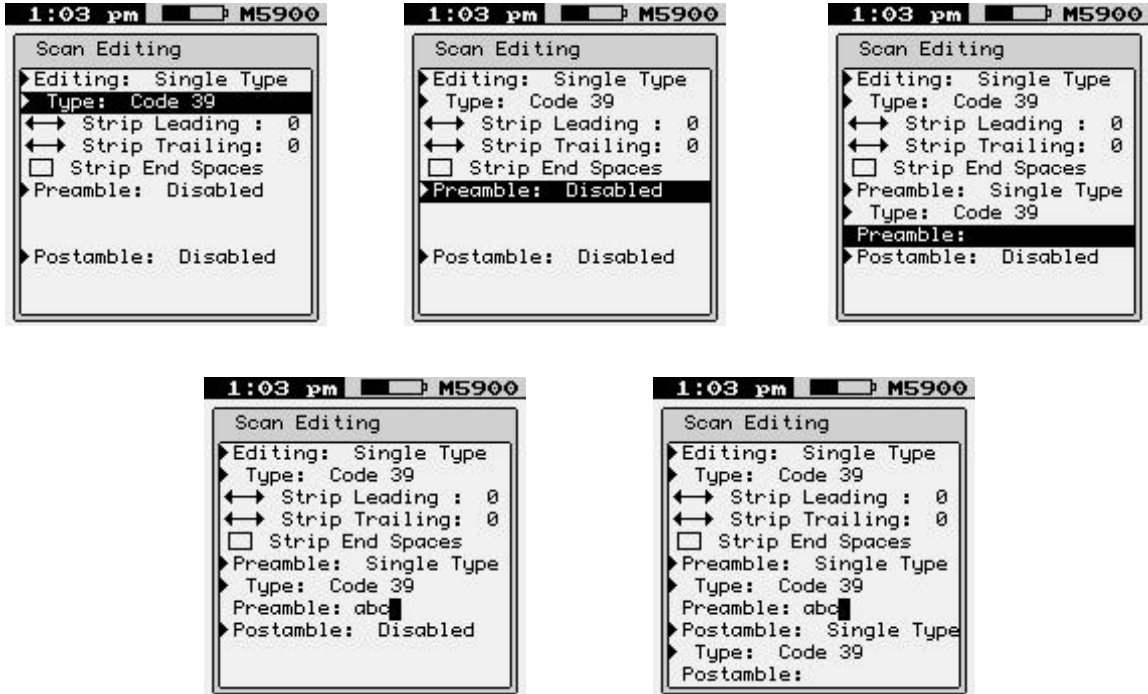 1:03 pm M5900
Scan Editing
Editing: Single Type
Type: Code 39
Strip Leading : 0
Strip Trailing: 0
Strip End Spaces
Preamble: Disabled
Postamble: Disabled
1:03 pm M5900
Scan Editing
Editing: Single Type
Type: Code 39
Strip Leading : 0
Strip Trailing: 0
Strip End Spaces
Preamble: Disabled
Postamble: Disabled
1:03 pm M5900
Scan Editing
Editing: Single Type
Type: Code 39
Strip Leading : 0
Strip Trailing: 0
Strip End Spaces
Preamble: Single Type
Type: Code 39
Preamble:
Postamble: Disabled
1:03 pm M5900
Scan Editing
Editing: Single Type
Type: Code 39
Strip Leading : 0
Strip Trailing: 0
Strip End Spaces
Preamble: Single Type
Type: Code 39
Preamble: abc
Postamble: Disabled
1:03 pm M5900
Scan Editing
Editing: Single Type
Type: Code 39
Strip Leading : 0
Strip Trailing: 0
Strip End Spaces
Preamble: Single Type
Type: Code 39
Preamble: abc
Postamble: Single Type
Type: Code 39
Postamble: